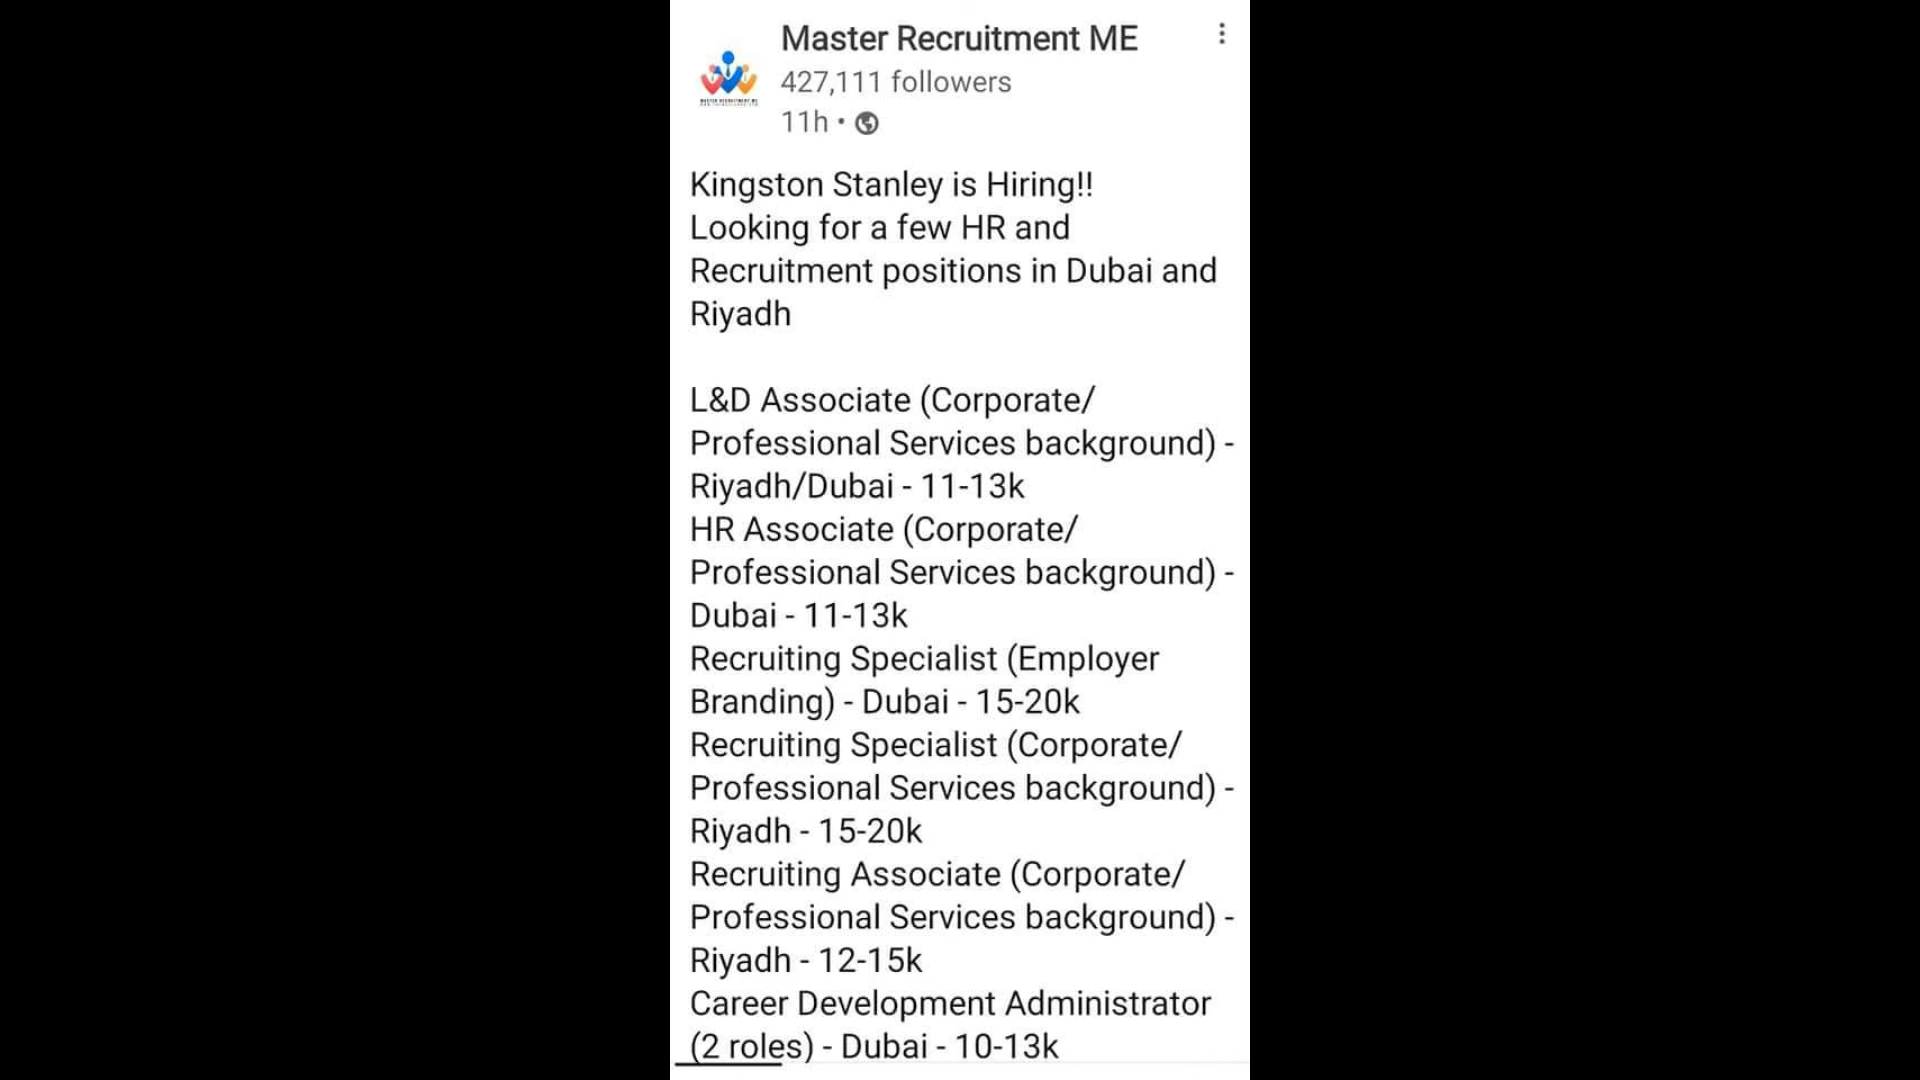 Master Recruitment ME
427,111 followers
11h •
Kingston Stanley is Hiring!!
Looking for a few HR and
Recruitment positions in Dubai and
Riyadh
L&D Associate (Corporate/
Professional Services background) -
Riyadh/Dubai - 11-13k
HR Associate (Corporate/
Professional Services background) -
Dubai - 11-13k
Recruiting Specialist (Employer
Branding) - Dubai - 15-20k
Recruiting Specialist (Corporate/
Professional Services background) -
Riyadh - 15-20k
Recruiting Associate (Corporate/
Professional Services background) -
Riyadh - 12-15k
Career Development Administrator
(2 roles) - Dubai - 10-13k